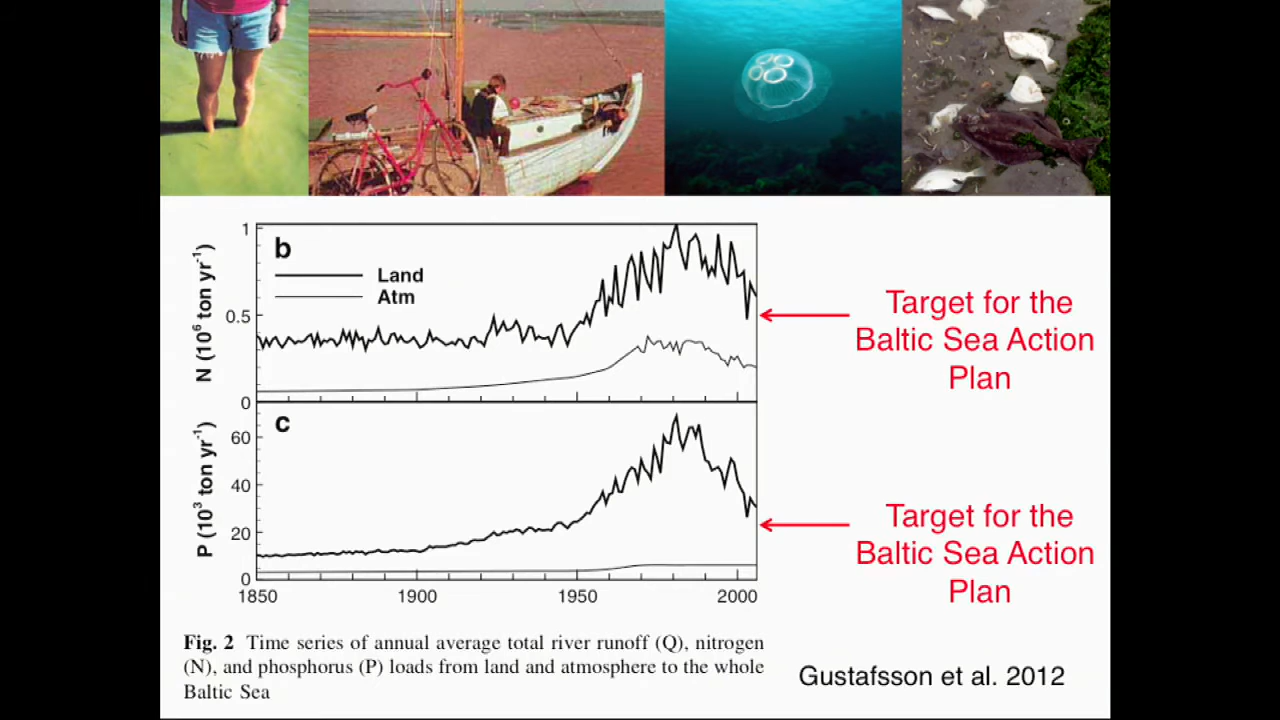 1
b
Land
Atm
0.5
N (10⁶ ton yr⁻¹)
0
c
60
40
20
0
P (10³ ton yr⁻¹)
1850 1900 1950 2000
Target for the
Baltic Sea Action
Plan
Target for the
Baltic Sea Action
Plan
Fig. 2 Time series of annual average total river runoff (Q), nitrogen
(N), and phosphorus (P) loads from land and atmosphere to the whole
Baltic Sea
Gustafsson et al. 2012